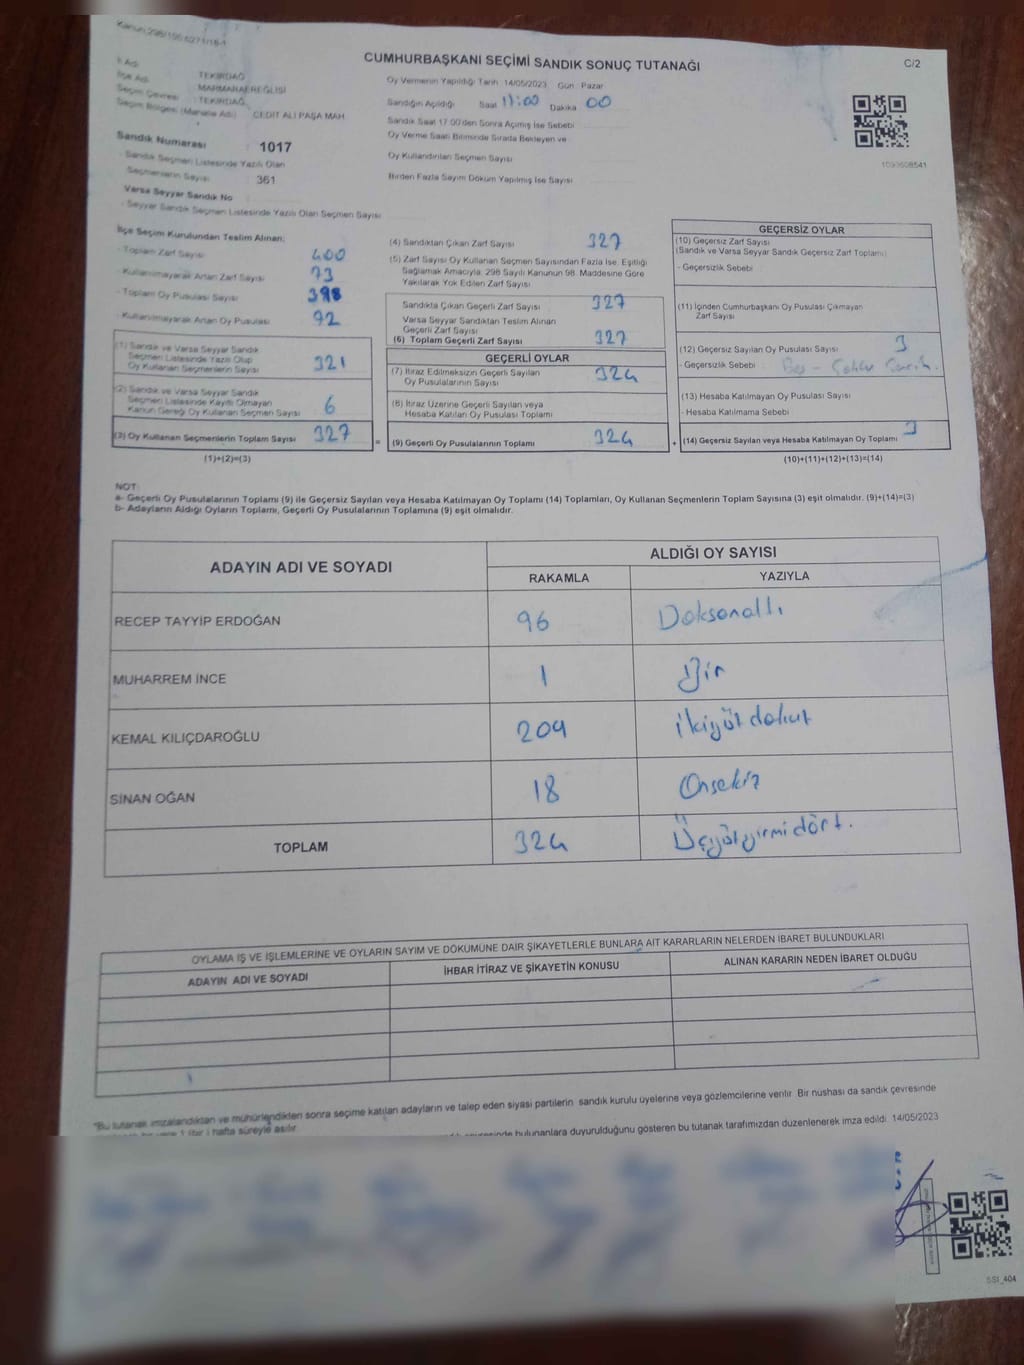 Kanun 298/105 6271/18-1
CUMHURBAŞKANI SEÇİMİ SANDIK SONUÇ TUTANAĞI
C/2
İl Adı
TEKİRDAĞ
İlçe Adı
MARMARAEREĞLİSİ
Seçim Çevresi
TEKİRDAĞ
Seçim Bölgesi (Mahalle Adı)
CEDİT ALİ PAŞA MAH.
Oy Vermenin Yapıldığı Tarih 14/05/2023 Gün Pazar
Sandığın Açıldığı Saat 17:00 Dakika 00
Sandık Saat 17.00'den Sonra Açılmış İse Sebebi
Oy Verme Saati Bitiminde Sırada Bekleyen ve
Oy Kullandırılan Seçmen Sayısı
Birden Fazla Sayım Döküm Yapılmış İse Sayısı
Sandık Numarası 1017
- Sandık Seçmen Listesinde Yazılı Olan
Seçmenlerin Sayısı 361
Varsa Seyyar Sandık No
- Seyyar Sandık Seçmen Listesinde Yazılı Olan Seçmen Sayısı
İlçe Seçim Kurulundan Teslim Alınan;
- Toplam Zarf Sayısı 400
- Kullanılmayarak Artan Zarf Sayısı 73
- Toplam Oy Pusulası Sayısı 398
- Kullanılmayarak Artan Oy Pusulası
(1) Sandık ve Varsa Seyyar Sandık
Seçmen Listesinde Yazılı Olup
Oy Kullanan Seçmenlerin Sayısı 321
(2) Sandık ve Varsa Seyyar Sandık
Seçmen Listesinde Kayıtlı Olmayan
Kanun Gereği Oy Kullanan Seçmen Sayısı 6
(3) Oy Kullanan Seçmenlerin Toplam Sayısı 327
(1)+(2)=(3)
(4) Sandıktan Çıkan Zarf Sayısı 327
(5) Zarf Sayısı Oy Kullanan Seçmen Sayısından Fazla İse, Eşitliği
Sağlamak Amacıyla, 298 Sayılı Kanunun 98. Maddesine Göre
Yakılarak Yok Edilen Zarf Sayısı
Sandıkta Çıkan Geçerli Zarf Sayısı 327
Varsa Seyyar Sandıktan Teslim Alınan
Geçerli Zarf Sayısı
(6) Toplam Geçerli Zarf Sayısı 327
GEÇERLİ OYLAR
(7) İtiraz Edilmeksizin Geçerli Sayılan
Oy Pusulalarının Sayısı 324
(8) İtiraz Üzerine Geçerli Sayılan veya
Hesaba Katılan Oy Pusulası Toplamı
= (9) Geçerli Oy Pusulalarının Toplamı 324
GEÇERSİZ OYLAR
(10) Geçersiz Zarf Sayısı
(Sandık ve Varsa Seyyar Sandık Geçersiz Zarf Toplamı)
- Geçersizlik Sebebi
(11) İçinden Cumhurbaşkanı Oy Pusulası Çıkmayan
Zarf Sayısı
(12) Geçersiz Sayılan Oy Pusulası Sayısı 3
- Geçersizlik Sebebi
(13) Hesaba Katılmayan Oy Pusulası Sayısı
- Hesaba Katılmama Sebebi
+ (14) Geçersiz Sayılan veya Hesaba Katılmayan Oy Toplamı 3
(10)+(11)+(12)+(13)=(14)
NOT:
a- Geçerli Oy Pusulalarının Toplamı (9) ile Geçersiz Sayılan veya Hesaba Katılmayan Oy Toplamı (14) Toplamları, Oy Kullanan Seçmenlerin Toplam Sayısına (3) eşit olmalıdır. (9)+(14)=(3)
b- Adayların Aldığı Oyların Toplamı, Geçerli Oy Pusulalarının Toplamına (9) eşit olmalıdır.
ADAYIN ADI VE SOYADI
ALDIĞI OY SAYISI
RAKAMLA YAZIYLA
RECEP TAYYİP ERDOĞAN 96 Doksanaltı
MUHARREM İNCE 1 Bir
KEMAL KILIÇDAROĞLU 209 ikiyüzdokuz
SİNAN OĞAN 18 Onsekiz
TOPLAM 324 Üçyüzyirmidört.
OYLAMA İŞ VE İŞLEMLERİNE VE OYLARIN SAYIM VE DÖKÜMÜNE DAİR ŞİKAYETLERLE BUNLARA AİT KARARLARIN NELERDEN İBARET BULUNDUKLARI
ADAYIN ADI VE SOYADI
İHBAR İTİRAZ VE ŞİKAYETİN KONUSU
ALINAN KARARIN NEDEN İBARET OLDUĞU
"Bu tutanak imzalandıktan ve mühürlendikten sonra seçime katılan adayların ve talep eden siyasi partilerin sandık kurulu üyelerine veya gözlemcilerine verilir. Bir nüshası da sandık çevresinde
1 (bir) hafta süreyle asılır.
bulunanlara duyurulduğunu gösteren bu tutanak tarafımızdan düzenlenerek imza edildi. 14/05/2023
SSI_404